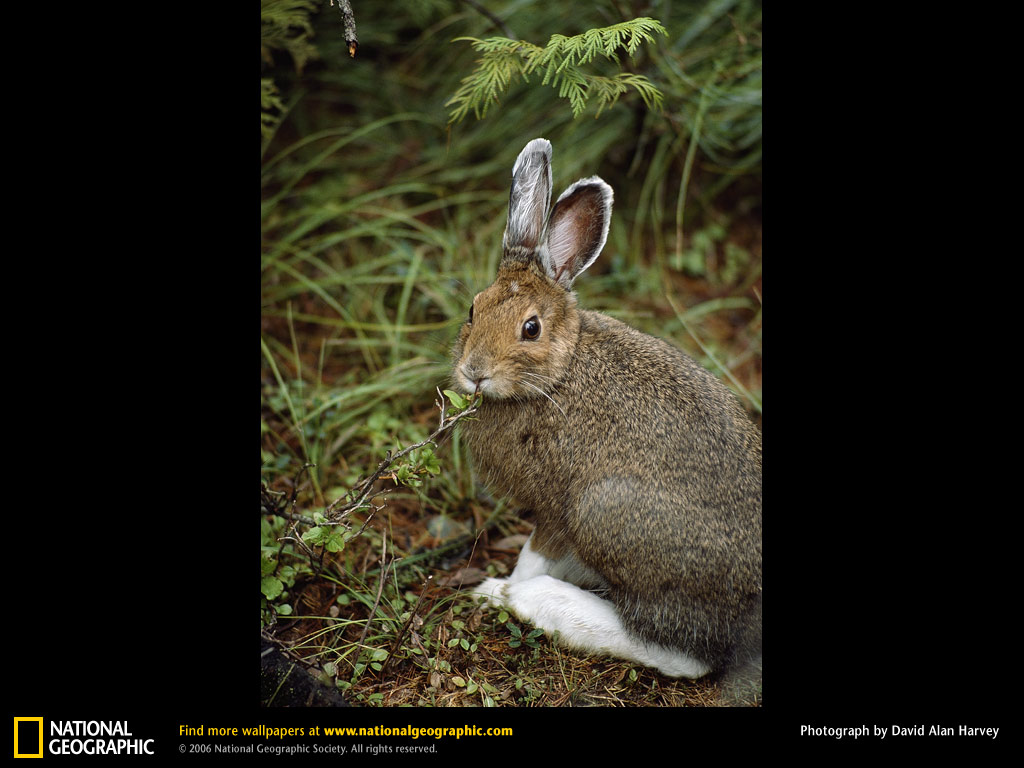 NATIONAL
GEOGRAPHIC
Find more wallpapers at www.nationalgeographic.com
© 2006 National Geographic Society. All rights reserved.
Photograph by David Alan Harvey